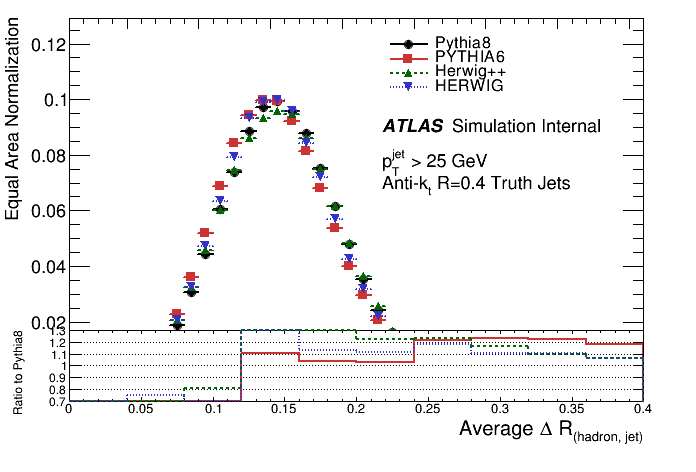 Equal Area Normalization
0.12
0.1
0.08
0.06
0.04
0.02
Pythia8
PYTHIA6
Herwig++
HERWIG
ATLAS Simulation Internal
p_T^jet > 25 GeV
Anti-k_t R=0.4 Truth Jets
Ratio to Pythia8
1.3
1.2
1.1
1
0.9
0.8
0.7
0 0.05 0.1 0.15 0.2 0.25 0.3 0.35 0.4
Average Δ R_(hadron, jet)